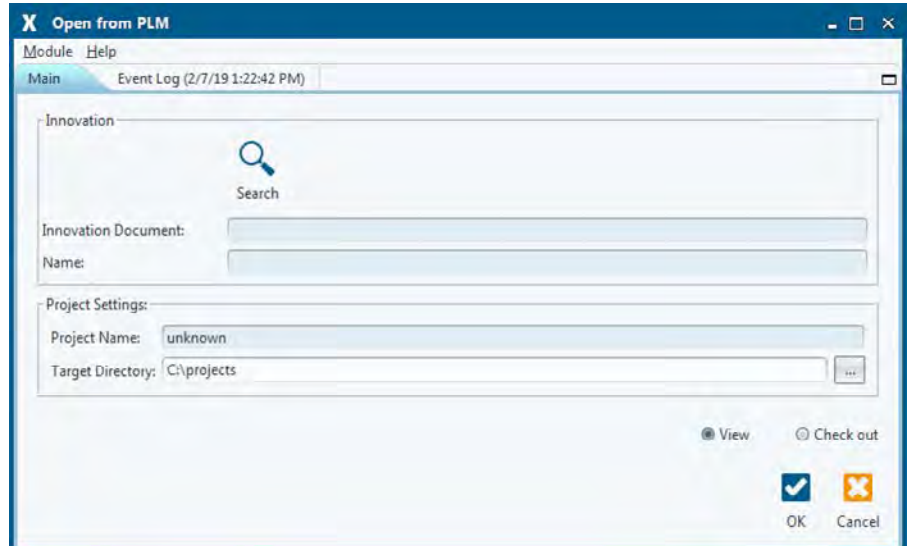 X Open from PLM
Module Help
Main Event Log (2/7/19 1:22:42 PM)
Innovation
Search
Innovation Document:
Name:
Project Settings:
Project Name: unknown
Target Directory: C:\projects ...
View Check out
OK Cancel